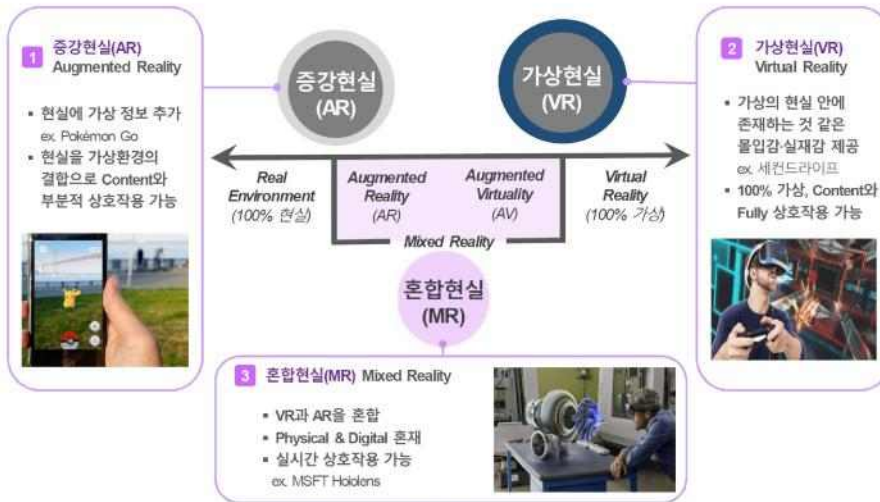 1 증강현실(AR)
Augmented Reality
▪ 현실에 가상 정보 추가
ex. Pokémon Go
▪ 현실을 가상환경의
결합으로 Content와
부분적 상호작용 가능
증강현실
(AR)
가상현실
(VR)
Real
Environment
(100% 현실)
Augmented
Reality
(AR)
Augmented
Virtuality
(AV)
Virtual
Reality
(100% 가상)
Mixed Reality
혼합현실
(MR)
2 가상현실(VR)
Virtual Reality
▪ 가상의 현실 안에
존재하는 것 같은
몰입감·실재감 제공
ex. 세컨드라이프
▪ 100% 가상, Content와
Fully 상호작용 가능
3 혼합현실(MR) Mixed Reality
▪ VR과 AR을 혼합
▪ Physical & Digital 혼재
▪ 실시간 상호작용 가능
ex. MSFT Hololens